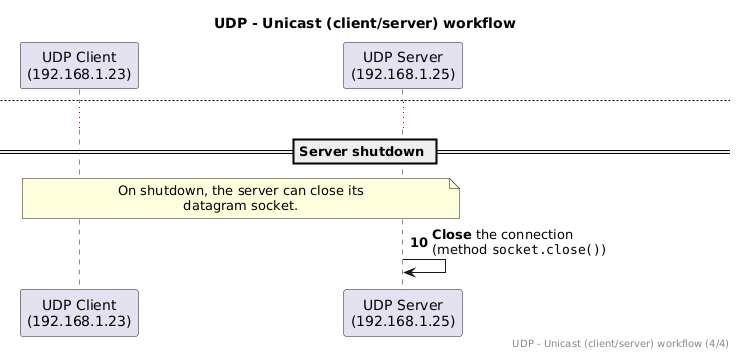 UDP - Unicast (client/server) workflow
UDP Client
(192.168.1.23)
UDP Server
(192.168.1.25)
Server shutdown
On shutdown, the server can close its
datagram socket.
10 Close the connection
(method socket.close())
UDP Client
(192.168.1.23)
UDP Server
(192.168.1.25)
UDP - Unicast (client/server) workflow (4/4)